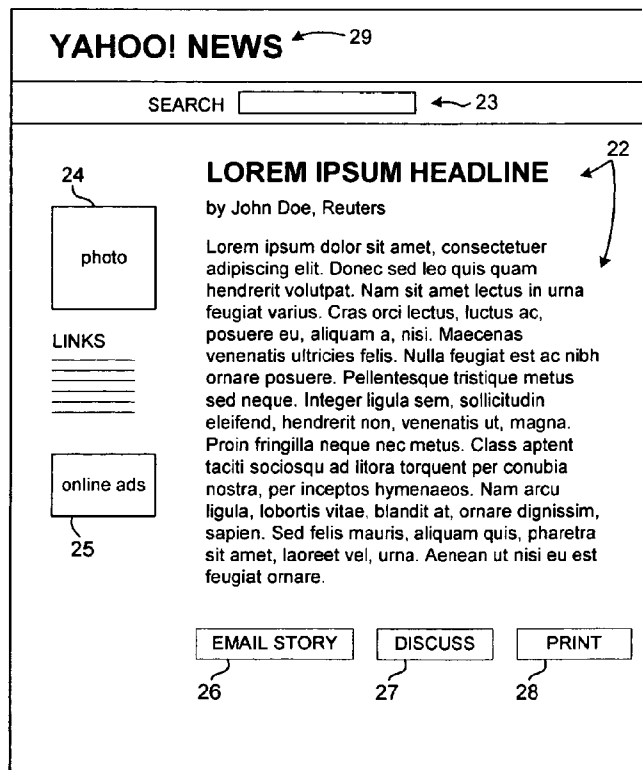 YAHOO! NEWS 29
SEARCH 23
24
22
LOREM IPSUM HEADLINE
by John Doe, Reuters
photo
Lorem ipsum dolor sit amet, consectetuer
adipiscing elit. Donec sed leo quis quam
hendrerit volutpat. Nam sit amet lectus in urna
feugiat varius. Cras orci lectus, luctus ac,
posuere eu, aliquam a, nisi. Maecenas
venenatis ultricies felis. Nulla feugiat est ac nibh
ornare posuere. Pellentesque tristique metus
sed neque. Integer ligula sem, sollicitudin
eleifend, hendrerit non, venenatis ut, magna.
Proin fringilla neque nec metus. Class aptent
taciti sociosqu ad litora torquent per conubia
nostra, per inceptos hymenaeos. Nam arcu
ligula, lobortis vitae, blandit at, ornare dignissim,
sapien. Sed felis mauris, aliquam quis, pharetra
sit amet, laoreet vel, urna. Aenean ut nisi eu est
feugiat ornare.
LINKS
online ads
25
EMAIL STORY DISCUSS PRINT
26 27 28